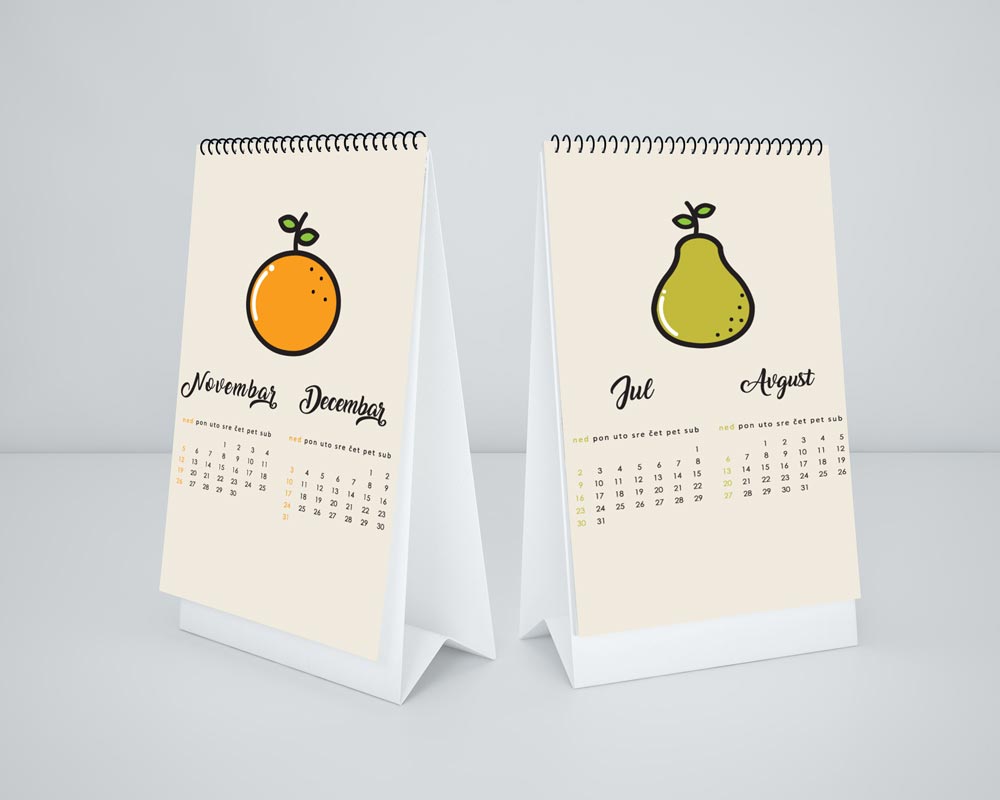 Novembar
ned pon uto sre čet pet sub
1 2 3 4
5 6 7 8 9 10 11
12 13 14 15 16 17 18
19 20 21 22 23 24 25
26 27 28 29 30
Decembar
ned pon uto sre čet pet sub
1 2
3 4 5 6 7 8 9
10 11 12 13 14 15 16
17 18 19 20 21 22 23
24 25 26 27 28 29 30
31
Jul
ned pon uto sre čet pet sub
1
2 3 4 5 6 7 8
9 10 11 12 13 14 15
16 17 18 19 20 21 22
23 24 25 26 27 28 29
30 31
Avgust
ned pon uto sre čet pet sub
1 2 3 4 5
6 7 8 9 10 11 12
13 14 15 16 17 18 19
20 21 22 23 24 25 26
27 28 29 30 31